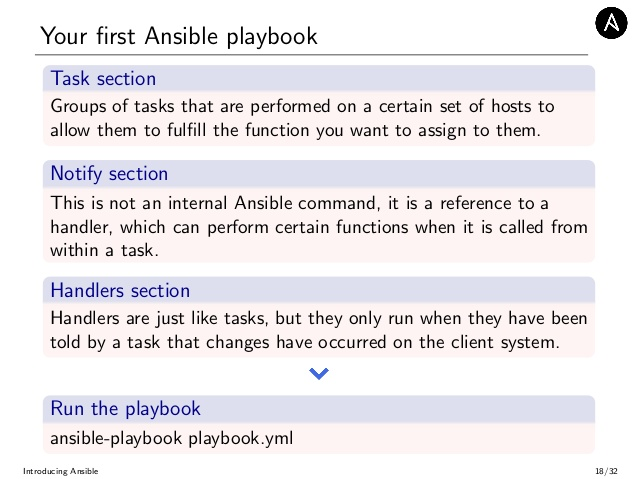 Your first Ansible playbook
Task section
Groups of tasks that are performed on a certain set of hosts to
allow them to fulfill the function you want to assign to them.
Notify section
This is not an internal Ansible command, it is a reference to a
handler, which can perform certain functions when it is called from
within a task.
Handlers section
Handlers are just like tasks, but they only run when they have been
told by a task that changes have occurred on the client system.
Run the playbook
ansible-playbook playbook.yml
Introducing Ansible
18/32